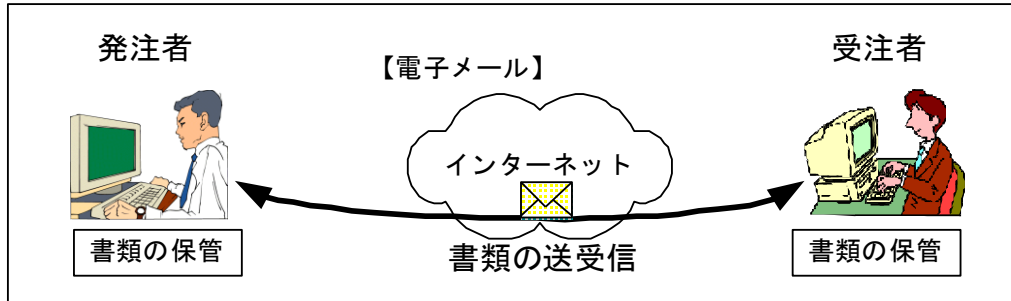 発注者
受注者
【電子メール】
インターネット
書類の送受信
書類の保管
書類の保管